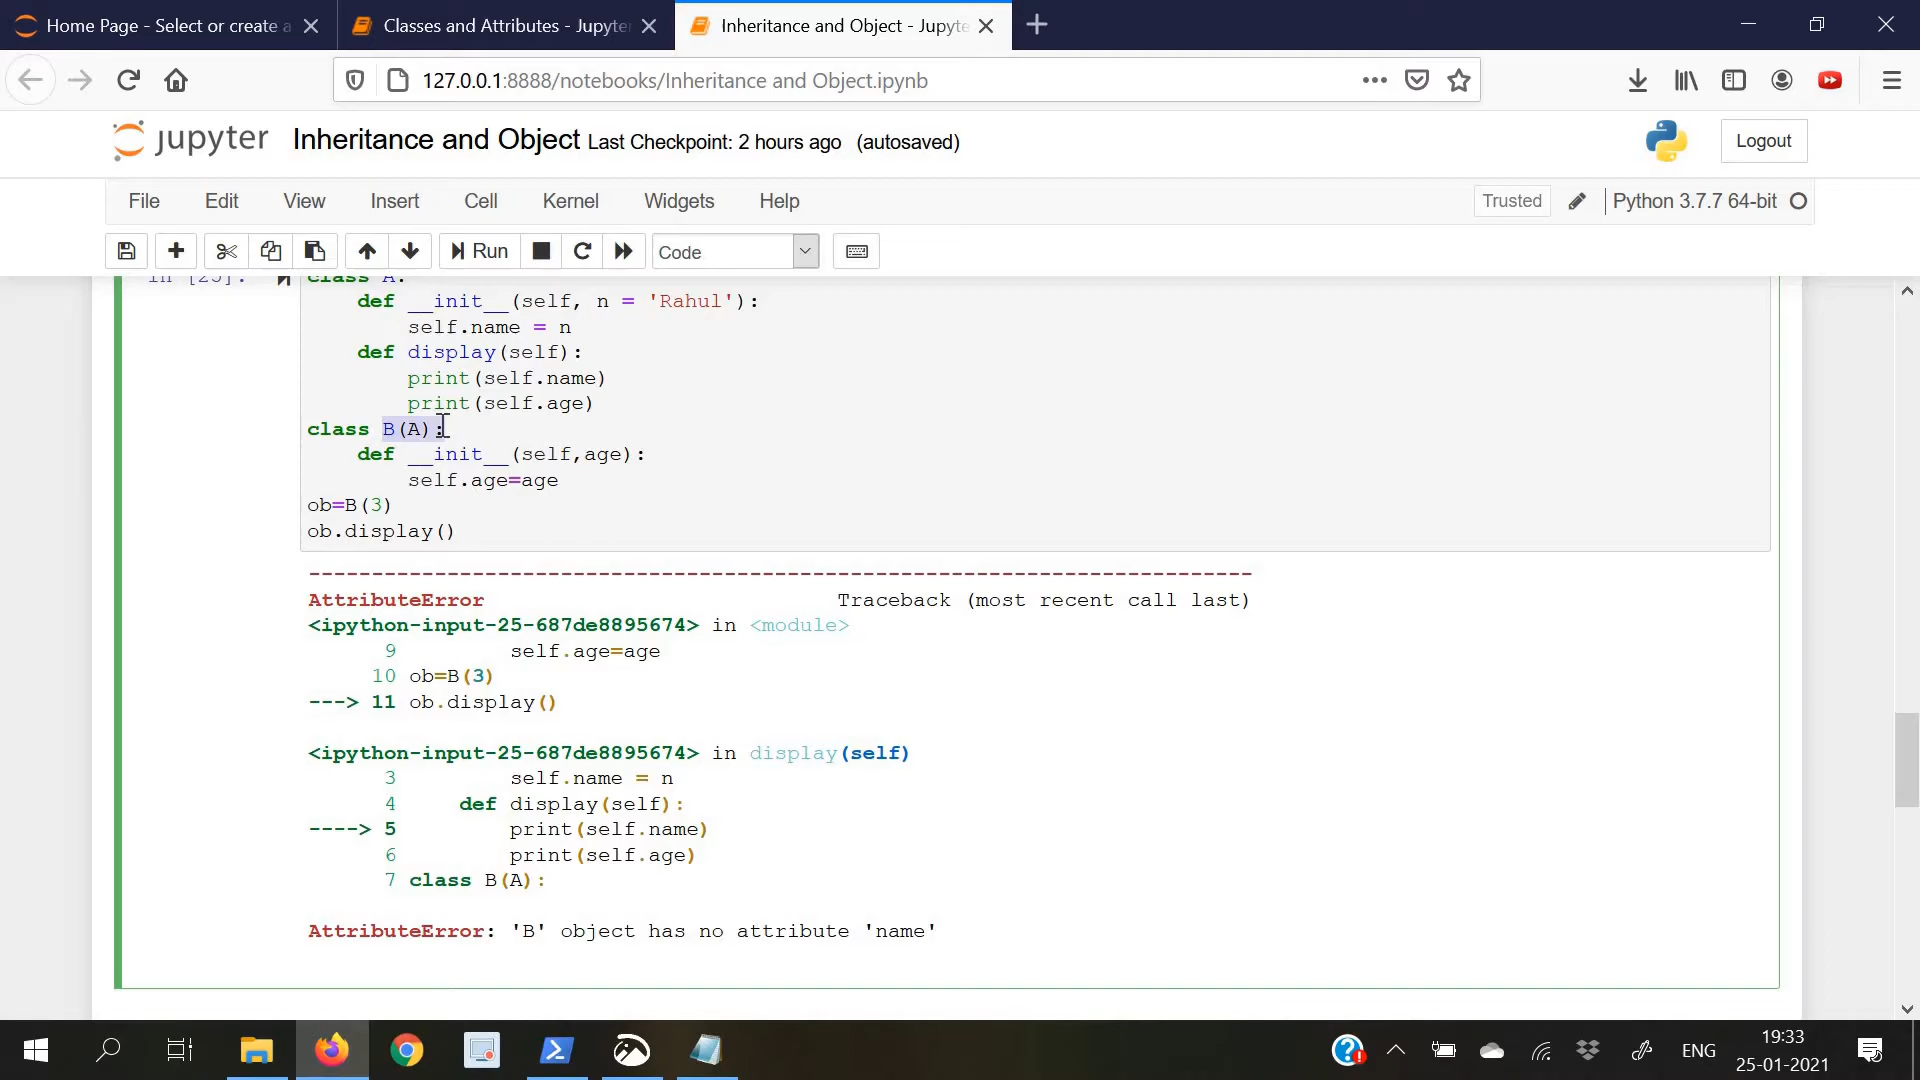 Home Page - Select or create a
Classes and Attributes - Jupyte
Inheritance and Object - Jupyte
127.0.0.1:8888/notebooks/Inheritance and Object.ipynb
jupyter Inheritance and Object Last Checkpoint: 2 hours ago (autosaved)
Logout
File Edit View Insert Cell Kernel Widgets Help
Trusted Python 3.7.7 64-bit
Run Code
In [25]: class A:
def __init__(self, n = 'Rahul'):
self.name = n
def display(self):
print(self.name)
print(self.age)
class B(A):
def __init__(self,age):
self.age=age
ob=B(3)
ob.display()
---------------------------------------------------------------------------
AttributeError Traceback (most recent call last)
<ipython-input-25-687de8895674> in <module>
9 self.age=age
10 ob=B(3)
---> 11 ob.display()
<ipython-input-25-687de8895674> in display(self)
3 self.name = n
4 def display(self):
----> 5 print(self.name)
6 print(self.age)
7 class B(A):
AttributeError: 'B' object has no attribute 'name'
ENG
19:33
25-01-2021